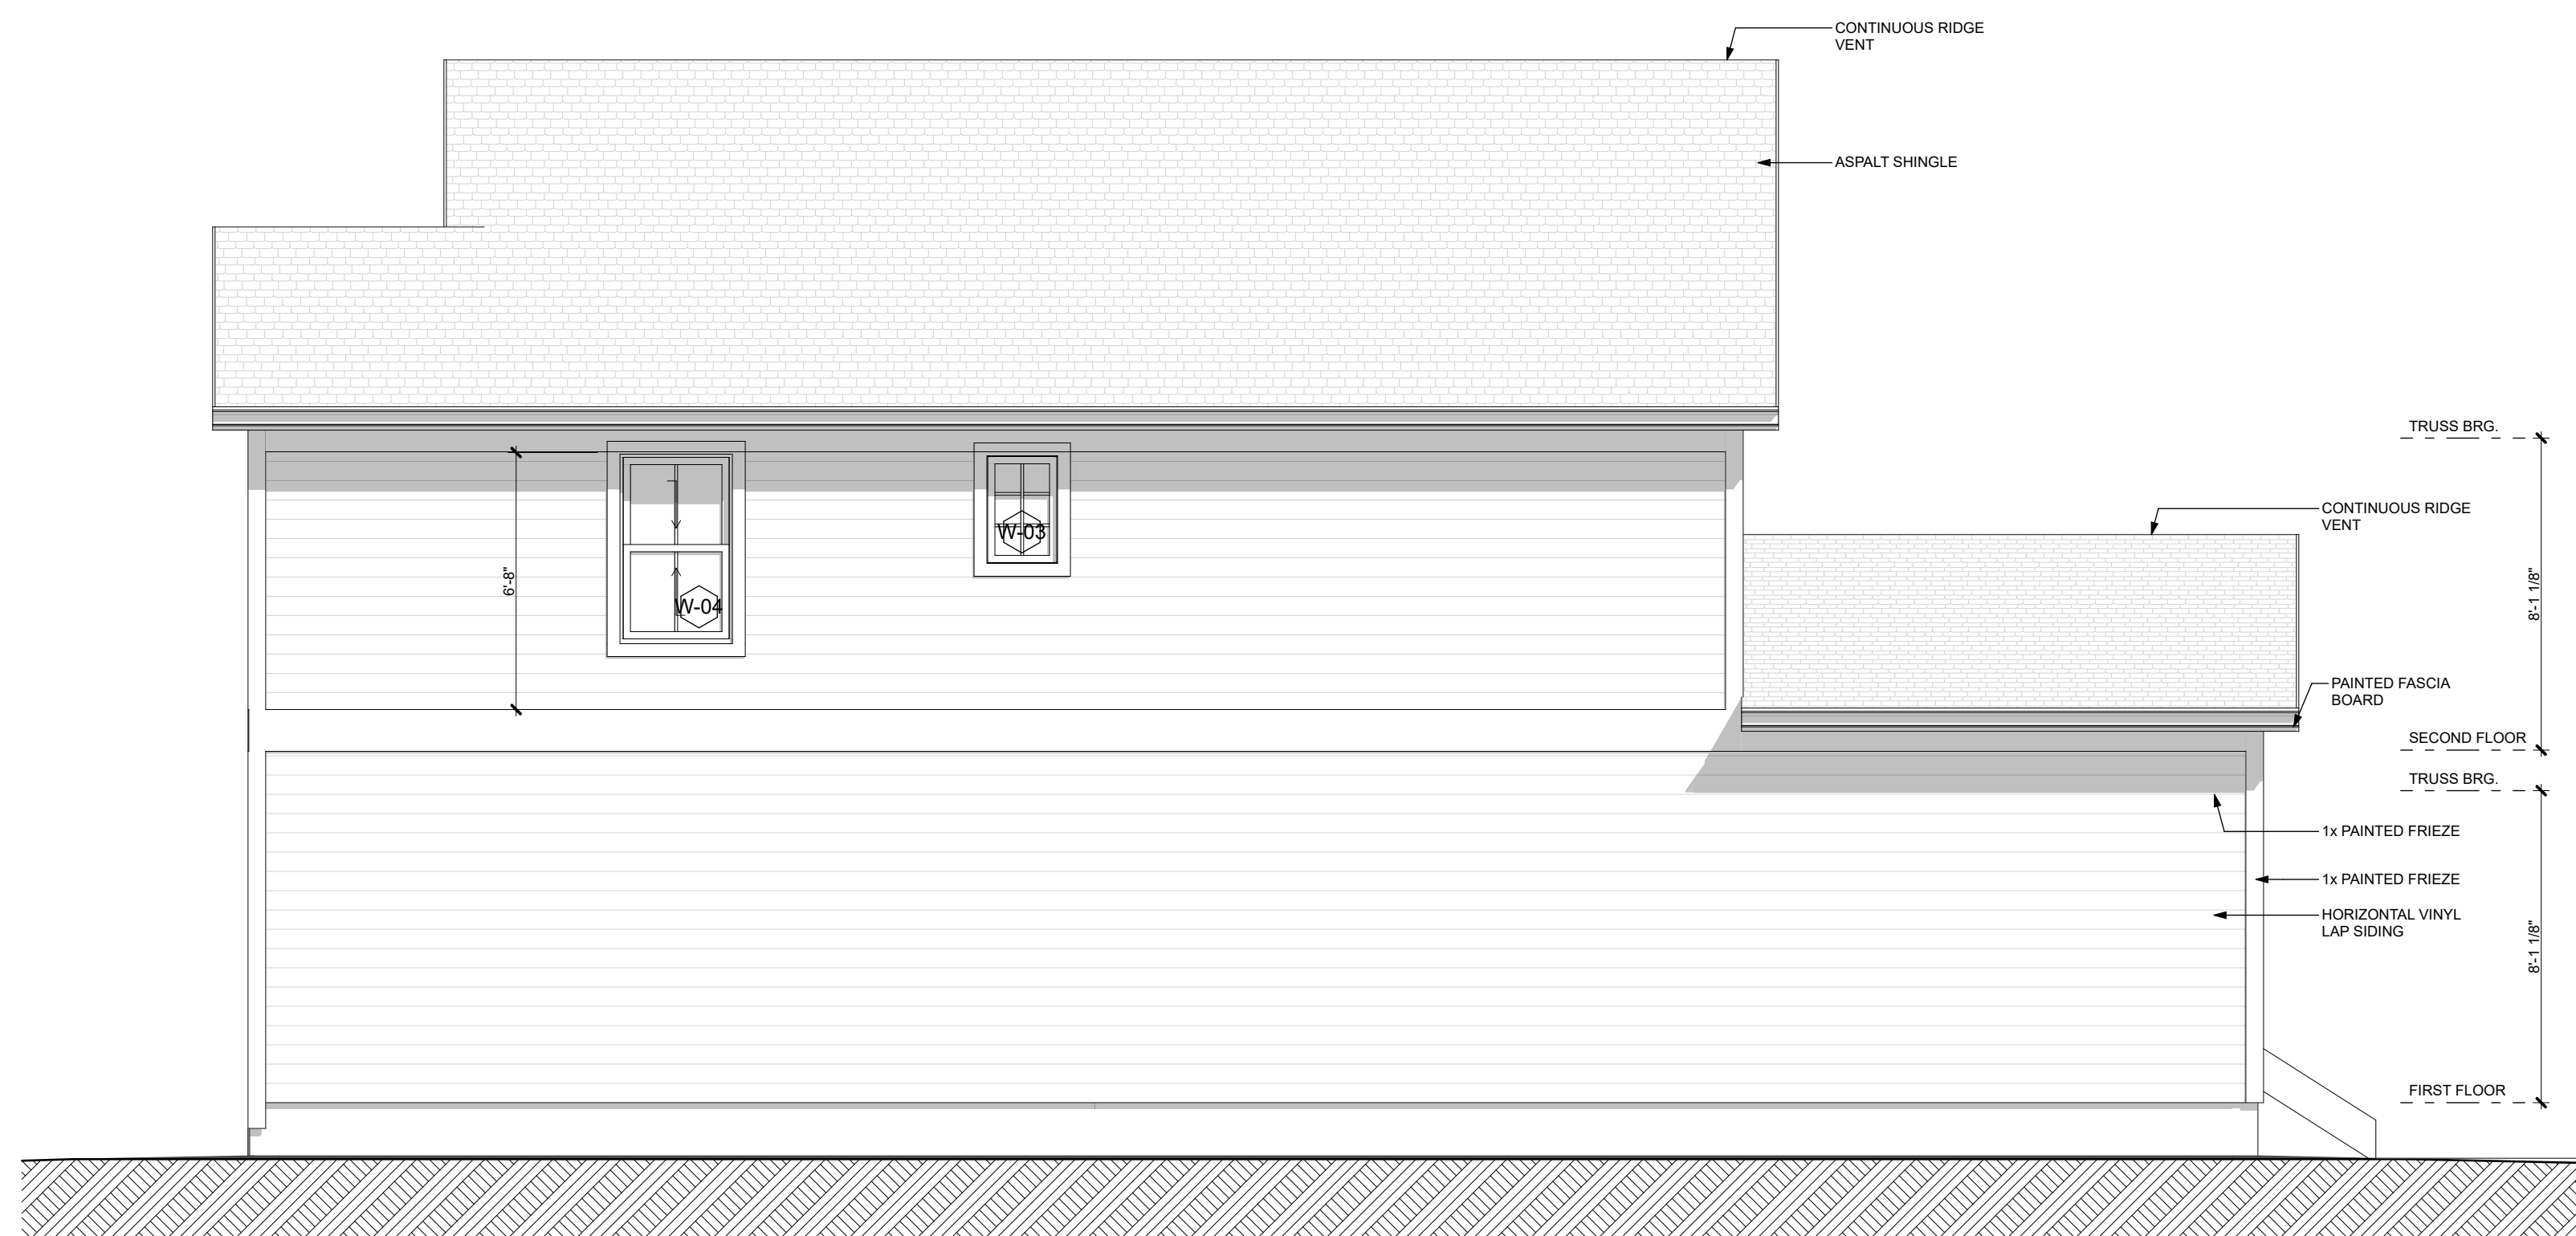 CONTINUOUS RIDGE
VENT
ASPALT SHINGLE
TRUSS BRG.
CONTINUOUS RIDGE
VENT
W-03
6'-8"
8'-1 1/8"
W-04
PAINTED FASCIA
BOARD
SECOND FLOOR
TRUSS BRG.
1x PAINTED FRIEZE
1x PAINTED FRIEZE
HORIZONTAL VINYL
LAP SIDING
8'-1 1/8"
FIRST FLOOR